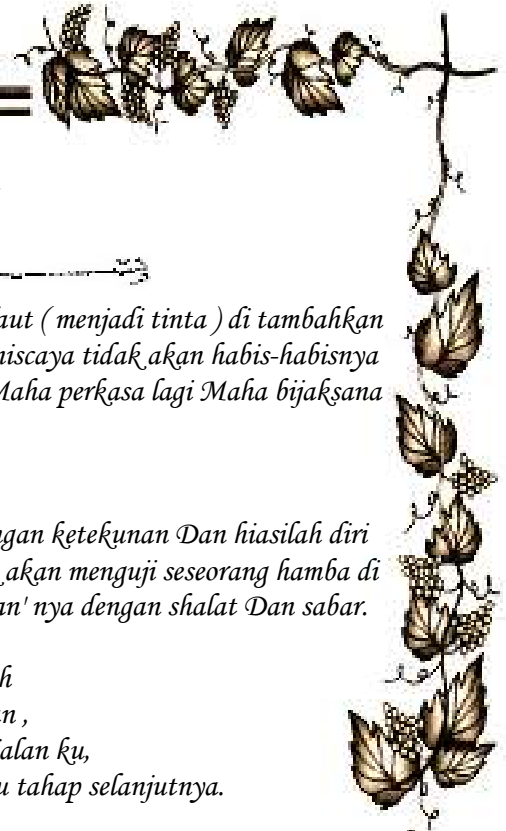 aut ( menjadi tinta ) di tambahkan
niscaya tidak akan habis-habisnya
Maha perkasa lagi Maha bijaksana
ngan ketekunan Dan hiasilah diri
akan menguji seseorang hamba di
an' nya dengan shalat Dan sabar.
h
n ,
alan ku,
u tahap selanjutnya.